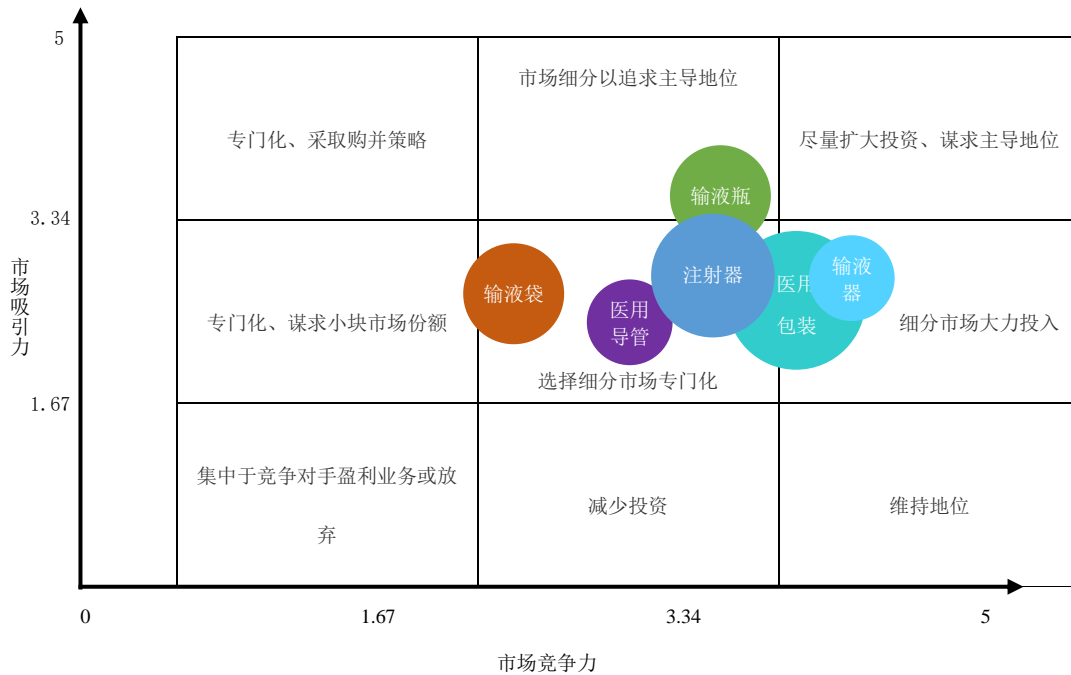 5
市场细分以追求主导地位
专门化、采取购并策略
尽量扩大投资、谋求主导地位
输液瓶
3.34
市场吸引力
注射器
输液
器
医用
包装
输液袋
医用
导管
专门化、谋求小块市场份额
细分市场大力投入
选择细分市场专门化
1.67
集中于竞争对手盈利业务或放
弃
减少投资
维持地位
0
1.67
3.34
5
市场竞争力